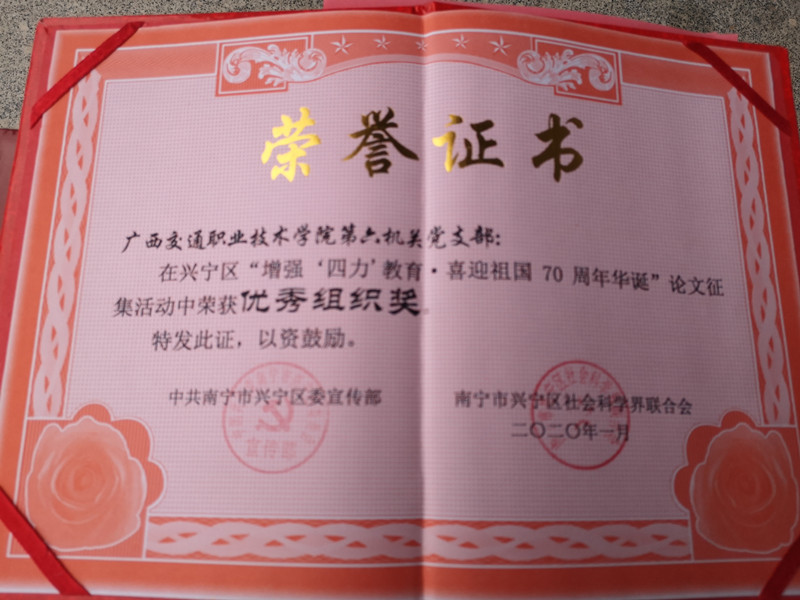 荣誉证书
广西交通职业技术学院第六机关党支部：
在兴宁区“增强‘四力’教育·喜迎祖国 70 周年华诞”论文征
集活动中荣获优秀组织奖。
特发此证，以资鼓励。
中共南宁市兴宁区委宣传部
南宁市兴宁区社会科学界联合会
二〇二〇年一月
宣传部